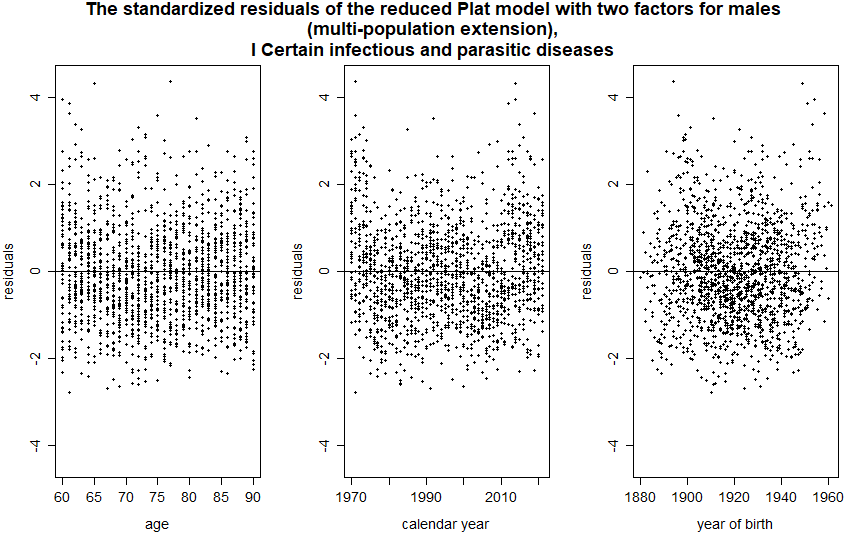 The standardized residuals of the reduced Plat model with two factors for males
(multi-population extension),
I Certain infectious and parasitic diseases
residuals
4
2
0
-2
-4
60 65 70 75 80 85 90
age
residuals
4
2
0
-2
-4
1970 1990 2010
calendar year
residuals
4
2
0
-2
-4
1880 1900 1920 1940 1960
year of birth